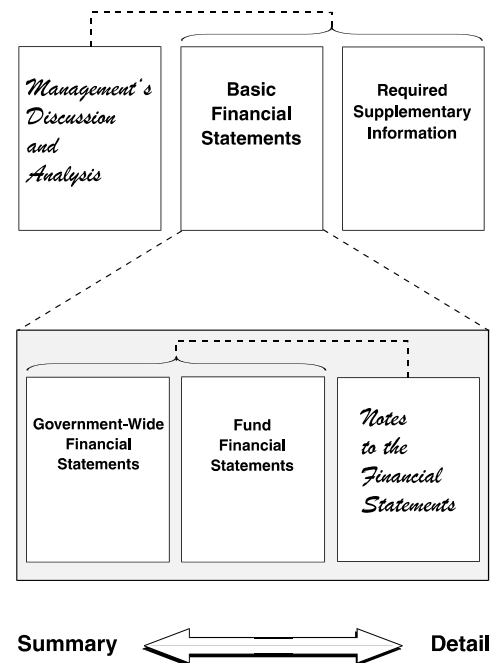 Management's
Discussion
and
Analysis
Basic
Financial
Statements
Required
Supplementary
Information
Government-Wide
Financial
Statements
Fund
Financial
Statements
Notes
to the
Financial
Statements
Summary
Detail